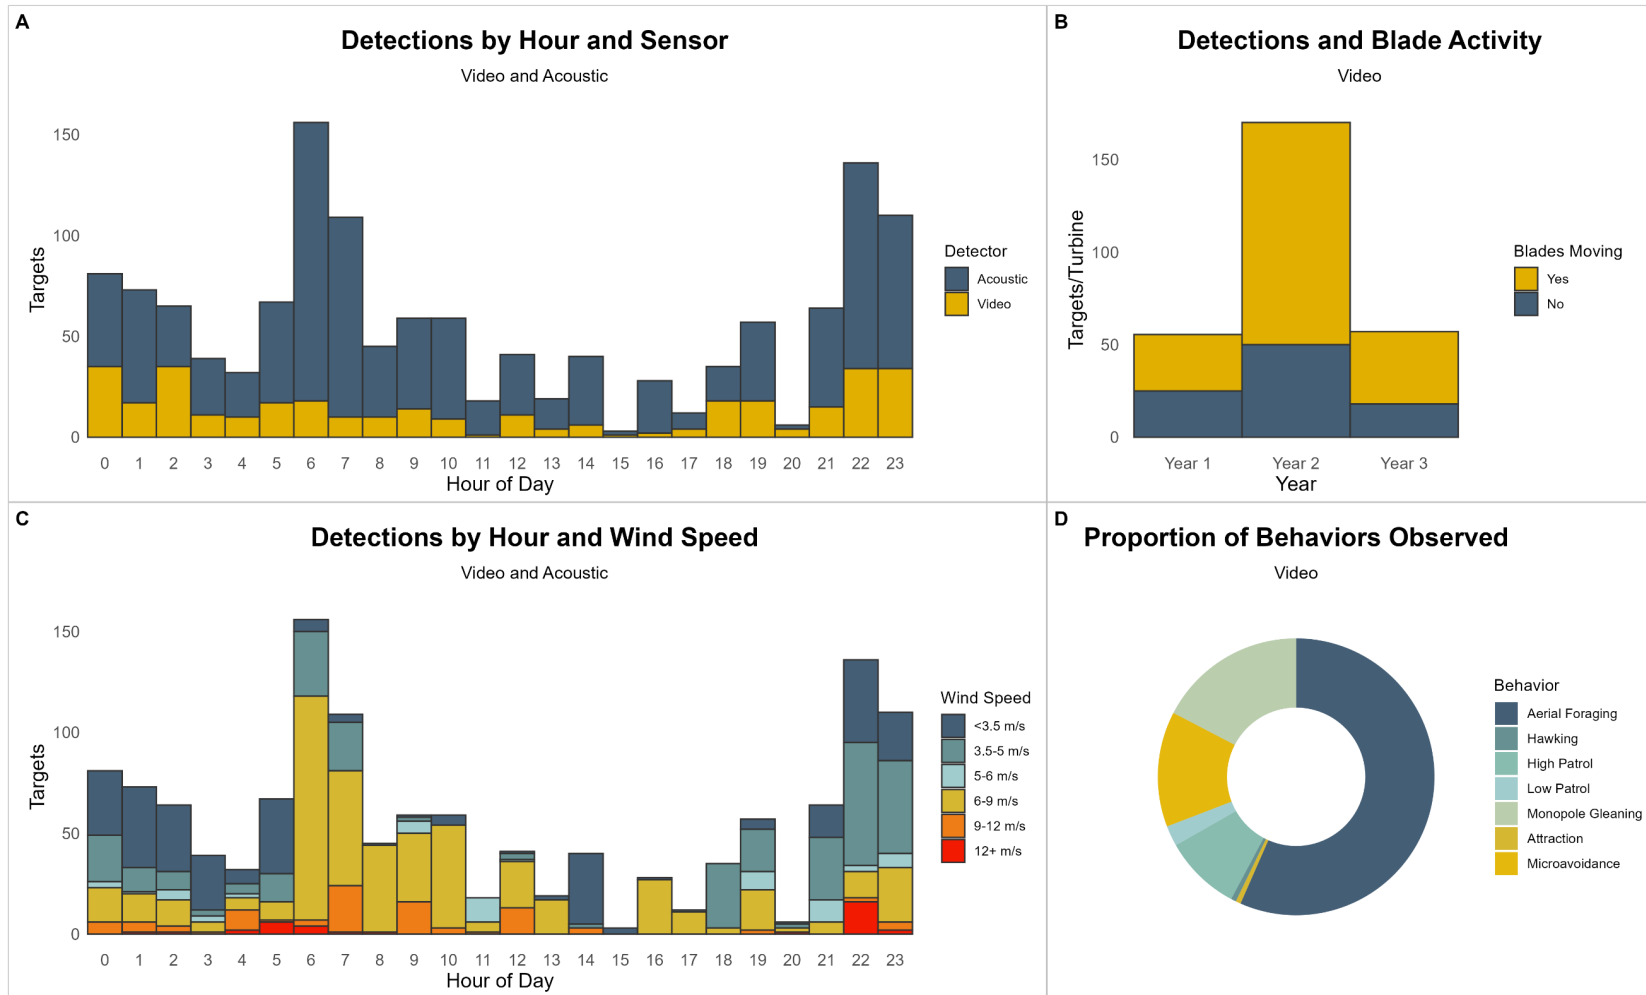 A
Detections by Hour and Sensor
Video and Acoustic
150
100
50
0
Targets
0 1 2 3 4 5 6 7 8 9 10 11 12 13 14 15 16 17 18 19 20 21 22 23
Hour of Day
Detector
Acoustic
Video
B
Detections and Blade Activity
Video
150
100
50
0
Targets/Turbine
Year 1 Year 2 Year 3
Year
Blades Moving
Yes
No
C
Detections by Hour and Wind Speed
Video and Acoustic
150
100
50
0
Targets
0 1 2 3 4 5 6 7 8 9 10 11 12 13 14 15 16 17 18 19 20 21 22 23
Hour of Day
Wind Speed
<3.5 m/s
3.5-5 m/s
5-6 m/s
6-9 m/s
9-12 m/s
12+ m/s
D
Proportion of Behaviors Observed
Video
Behavior
Aerial Foraging
Hawking
High Patrol
Low Patrol
Monopole Gleaning
Attraction
Microavoidance